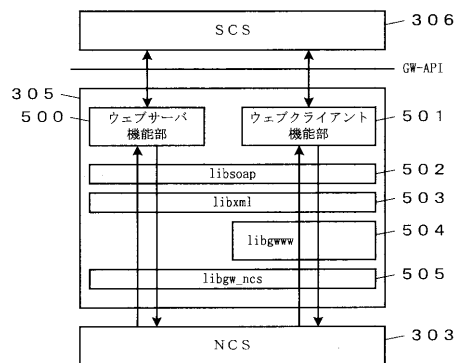 SCS
306
GW-API
305
500
ウェブサーバ
機能部
ウェブクライアント
機能部
501
libsoap
502
libxml
503
libgwww
504
libgw_ncs
505
NCS
303